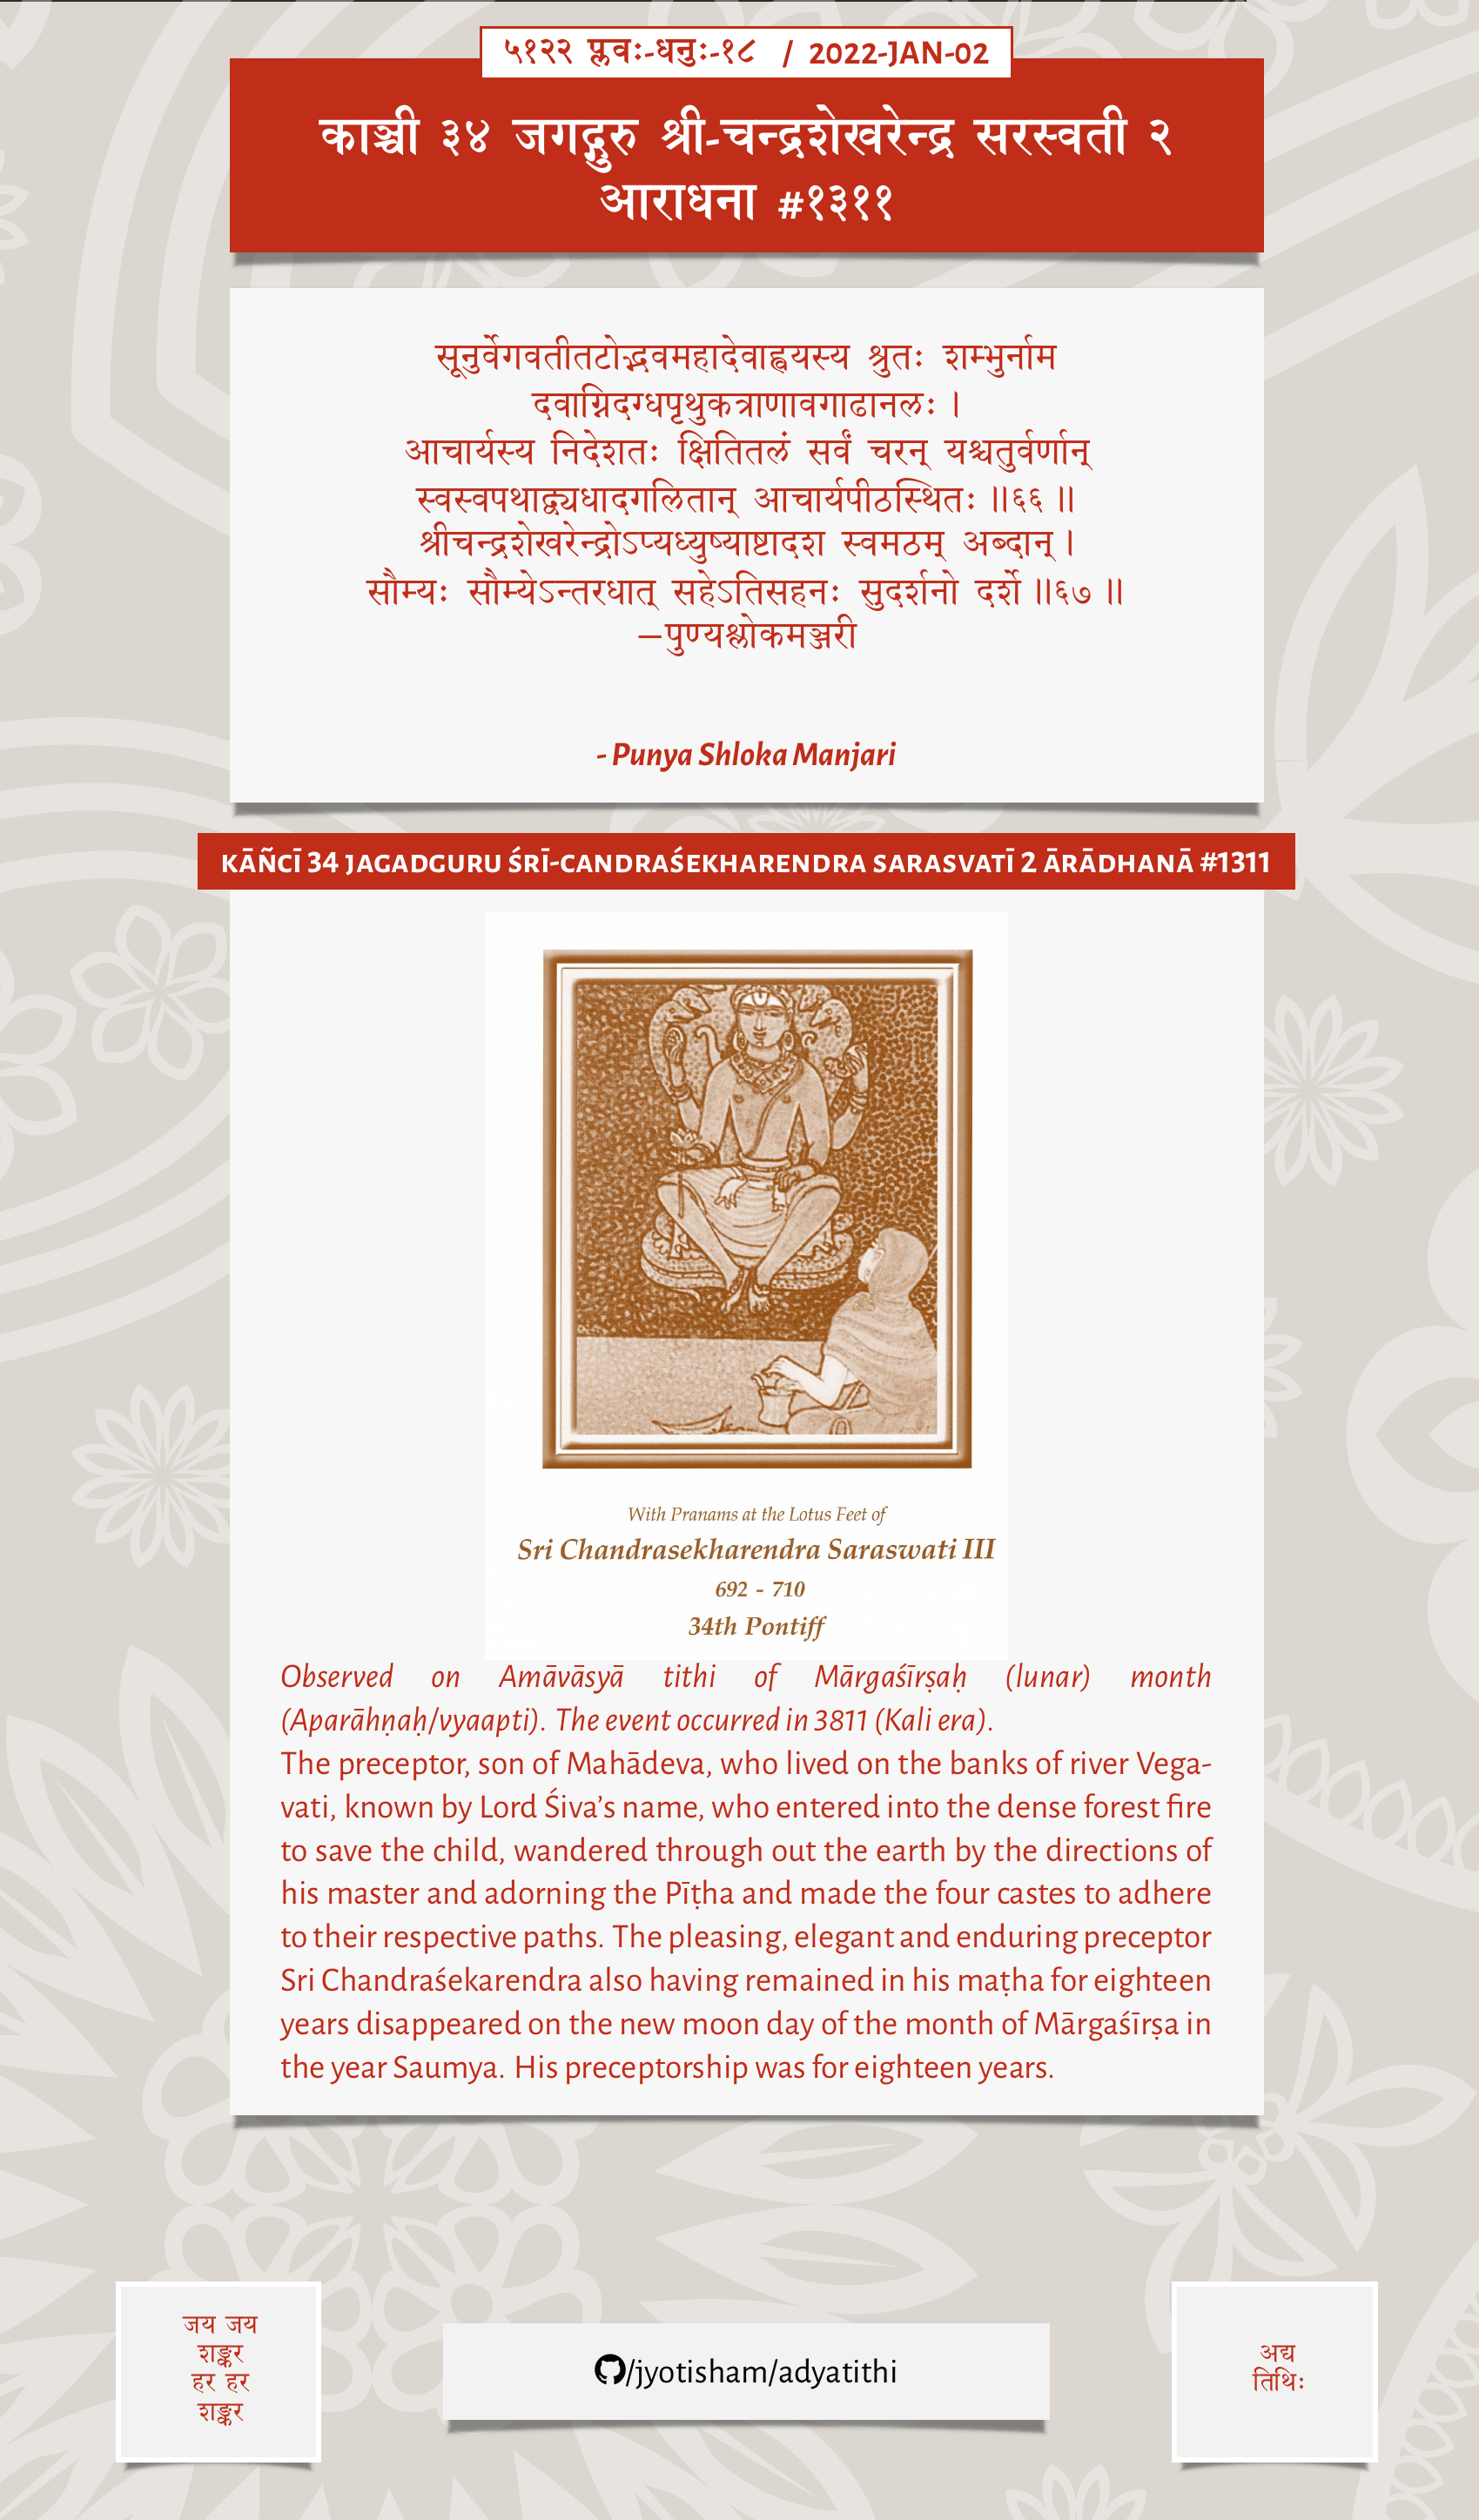 ५१२२ प्लवः-धनुः-१८ / 2022-JAN-02
काञ्ची ३४ जगद्गुरु श्री-चन्द्रशेखरेन्द्र सरस्वती २
आराधना #१३११
सूनुर्वेगवतीतटोद्भवमहादेवाह्वयस्य श्रुतः शम्भुर्नाम
दवाग्निदग्धपृथुकत्राणावगाढानलः ।
आचार्यस्य निदेशतः क्षितितलं सर्वं चरन् यश्चतुर्वर्णान्
स्वस्वपथाद्व्यधादगलितान् आचार्यपीठस्थितः ॥६६ ॥
श्रीचन्द्रशेखरेन्द्रोऽप्यध्युष्याष्टादश स्वमठम् अब्दान् ।
सौम्यः सौम्येऽन्तरधात् सहेऽतिसहनः सुदर्शनो दर्शे ॥६७ ॥
—पुण्यश्लोकमञ्जरी
- Punya Shloka Manjari
KĀÑCĪ 34 JAGADGURU ŚRĪ-CANDRAŚEKHARENDRA SARASVATĪ 2 ĀRĀDHANĀ #1311
With Pranams at the Lotus Feet of
Sri Chandrasekharendra Saraswati III
692 - 710
34th Pontiff
Observed on Amāvāsyā tithi of Mārgaśīrṣaḥ (lunar) month
(Aparāhṇaḥ/vyaapti). The event occurred in 3811 (Kali era).
The preceptor, son of Mahādeva, who lived on the banks of river Vega-
vati, known by Lord Śiva’s name, who entered into the dense forest fire
to save the child, wandered through out the earth by the directions of
his master and adorning the Pīṭha and made the four castes to adhere
to their respective paths. The pleasing, elegant and enduring preceptor
Sri Chandraśekarendra also having remained in his maṭha for eighteen
years disappeared on the new moon day of the month of Mārgaśīrṣa in
the year Saumya. His preceptorship was for eighteen years.
जय जय
शङ्कर
हर हर
शङ्कर
/jyotisham/adyatithi
अद्य
तिथिः